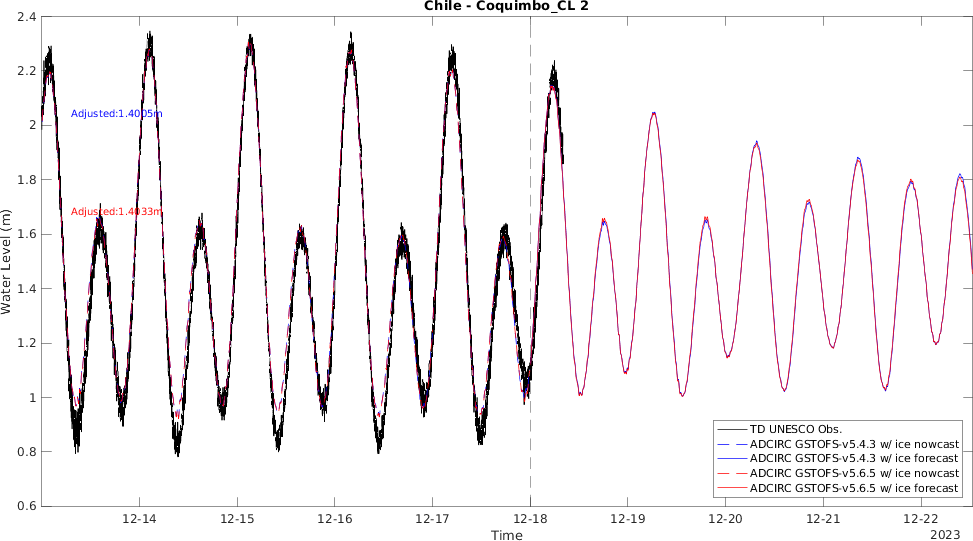 Chile - Coquimbo_CL 2
2.4
2.2
2
1.8
1.6
1.4
1.2
1
0.8
0.6
Water Level (m)
Adjusted:1.4005m
Adjusted:1.4033m
TD UNESCO Obs.
ADCIRC GSTOFS-v5.4.3 w/ ice nowcast
ADCIRC GSTOFS-v5.4.3 w/ ice forecast
ADCIRC GSTOFS-v5.6.5 w/ ice nowcast
ADCIRC GSTOFS-v5.6.5 w/ ice forecast
12-14 12-15 12-16 12-17 12-18 12-19 12-20 12-21 12-22
Time
2023